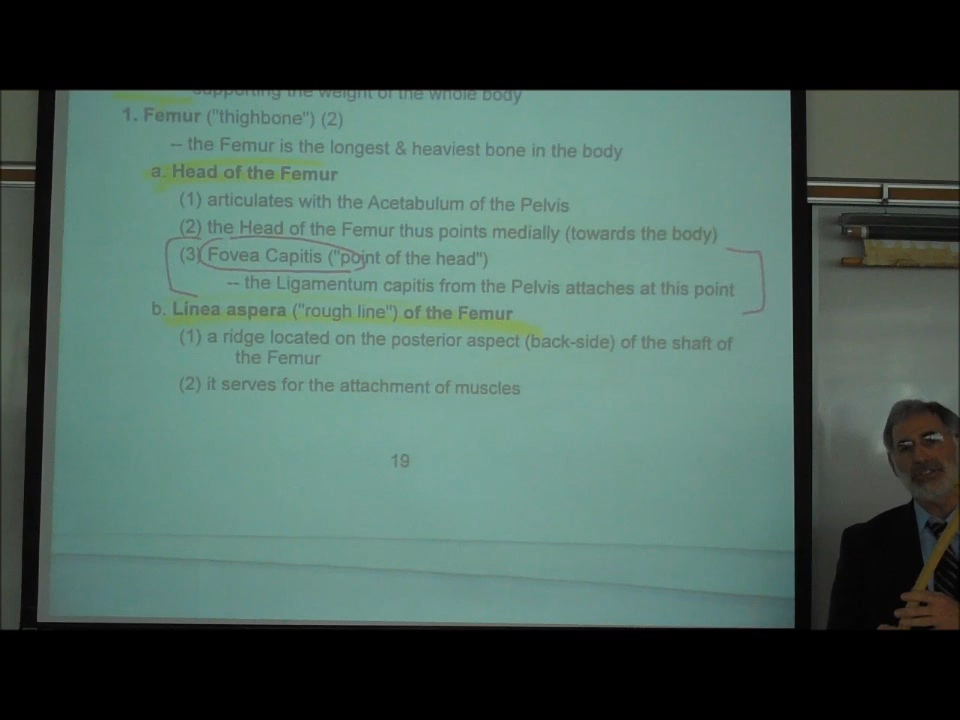 supporting the weight of the whole body
1. Femur ("thighbone") (2)
-- the Femur is the longest & heaviest bone in the body
a. Head of the Femur
(1) articulates with the Acetabulum of the Pelvis
(2) the Head of the Femur thus points medially (towards the body)
(3) Fovea Capitis ("point of the head")
-- the Ligamentum capitis from the Pelvis attaches at this point
b. Linea aspera ("rough line") of the Femur
(1) a ridge located on the posterior aspect (back-side) of the shaft of
the Femur
(2) it serves for the attachment of muscles
19